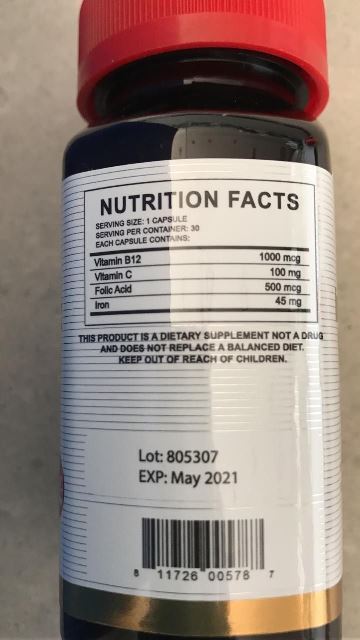 NUTRITION FACTS
SERVING SIZE: 1 CAPSULE
SERVING PER CONTAINER: 30
EACH CAPSULE CONTAINS:
Vitamin B12 1000 mcg
Vitamin C 100 mg
Folic Acid 500 mcg
Iron 45 mg
THIS PRODUCT IS A DIETARY SUPPLEMENT NOT A DRUG
AND DOES NOT REPLACE A BALANCED DIET.
KEEP OUT OF REACH OF CHILDREN.
Lot: 805307
EXP: May 2021
8 11726 00578 7